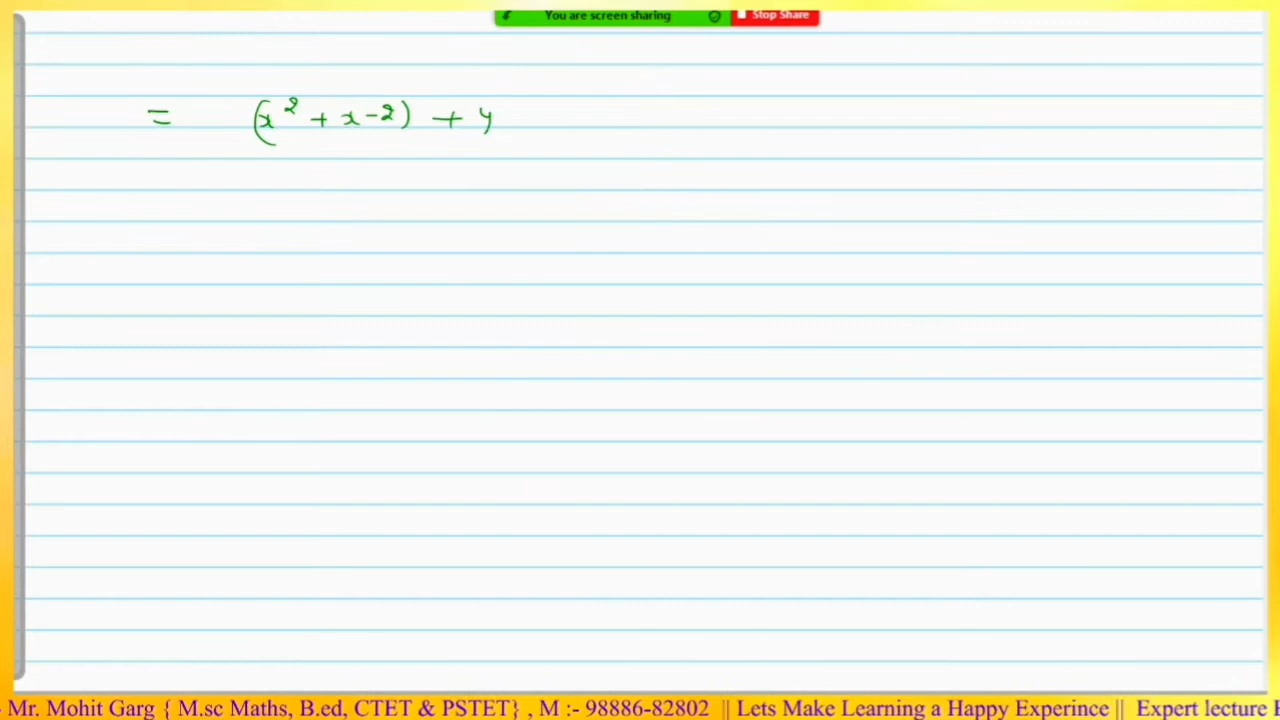 You are screen sharing Stop Share
= (x² + x - 2) + y
- Mr. Mohit Garg { M.sc Maths, B.ed, CTET & PSTET} , M :- 98886-82802 || Lets Make Learning a Happy Experince || Expert lecture